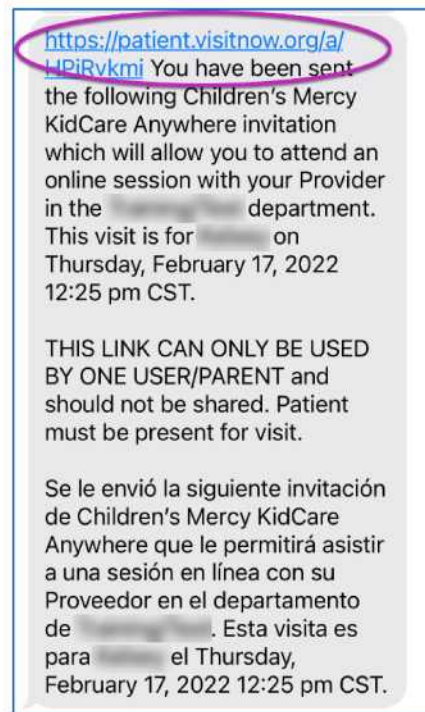 https://patient.visitnow.org/a/
HPiRvkmi You have been sent
the following Children's Mercy
KidCare Anywhere invitation
which will allow you to attend an
online session with your Provider
in the department.
This visit is for on
Thursday, February 17, 2022
12:25 pm CST.
THIS LINK CAN ONLY BE USED
BY ONE USER/PARENT and
should not be shared. Patient
must be present for visit.
Se le envió la siguiente invitación
de Children's Mercy KidCare
Anywhere que le permitirá asistir
a una sesión en línea con su
Proveedor en el departamento
de . Esta visita es
para el Thursday,
February 17, 2022 12:25 pm CST.